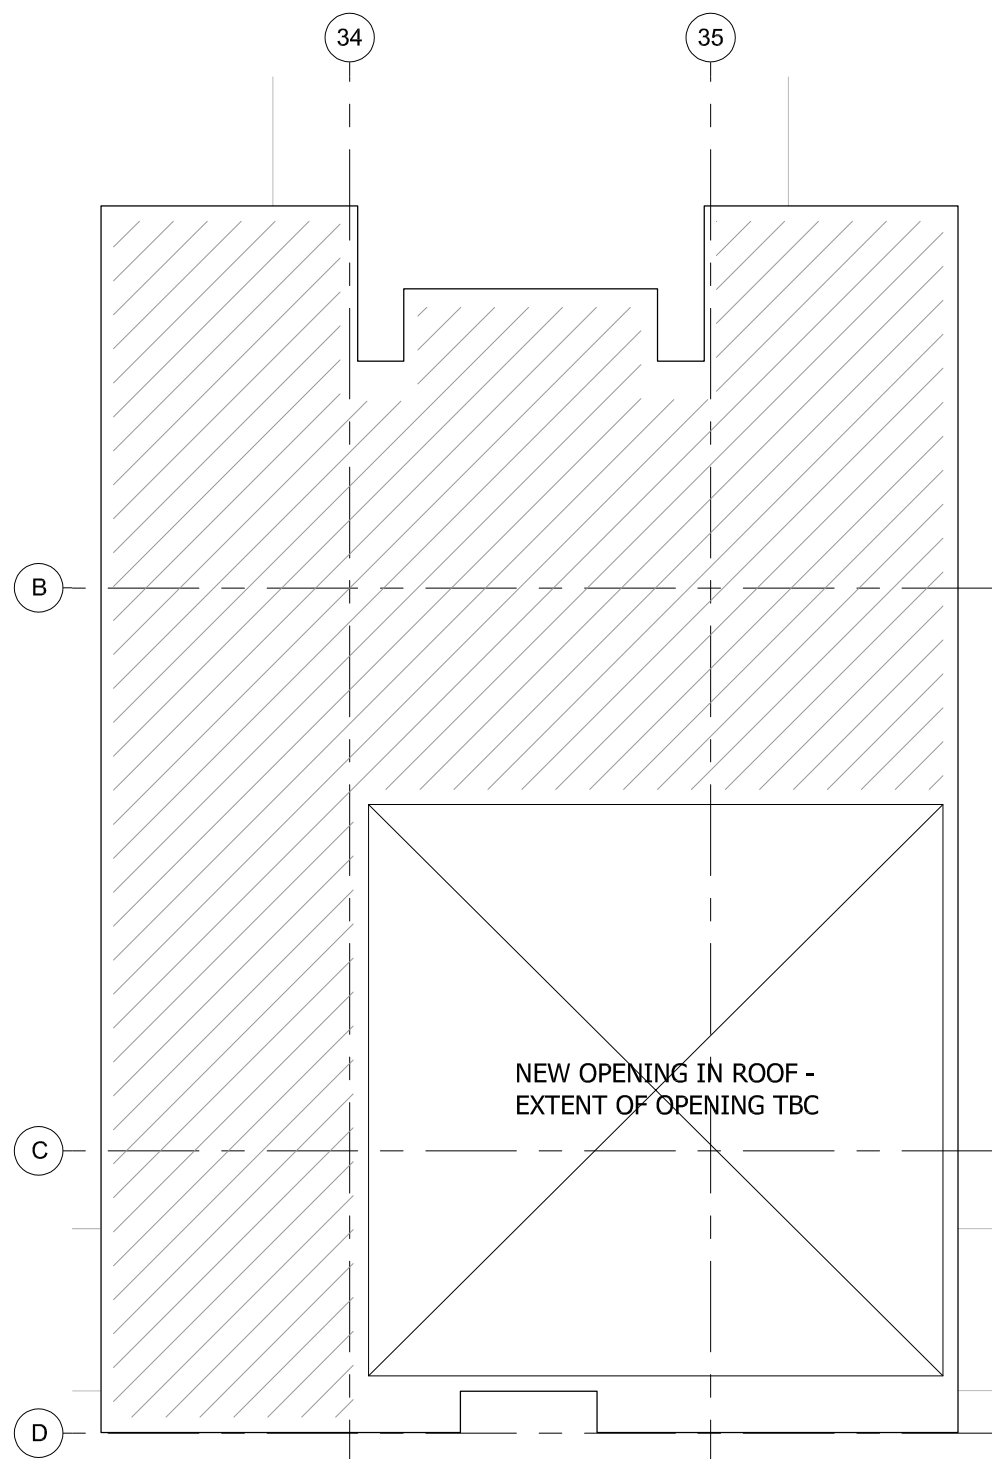 34
35
B
NEW OPENING IN ROOF -
EXTENT OF OPENING TBC
C
D